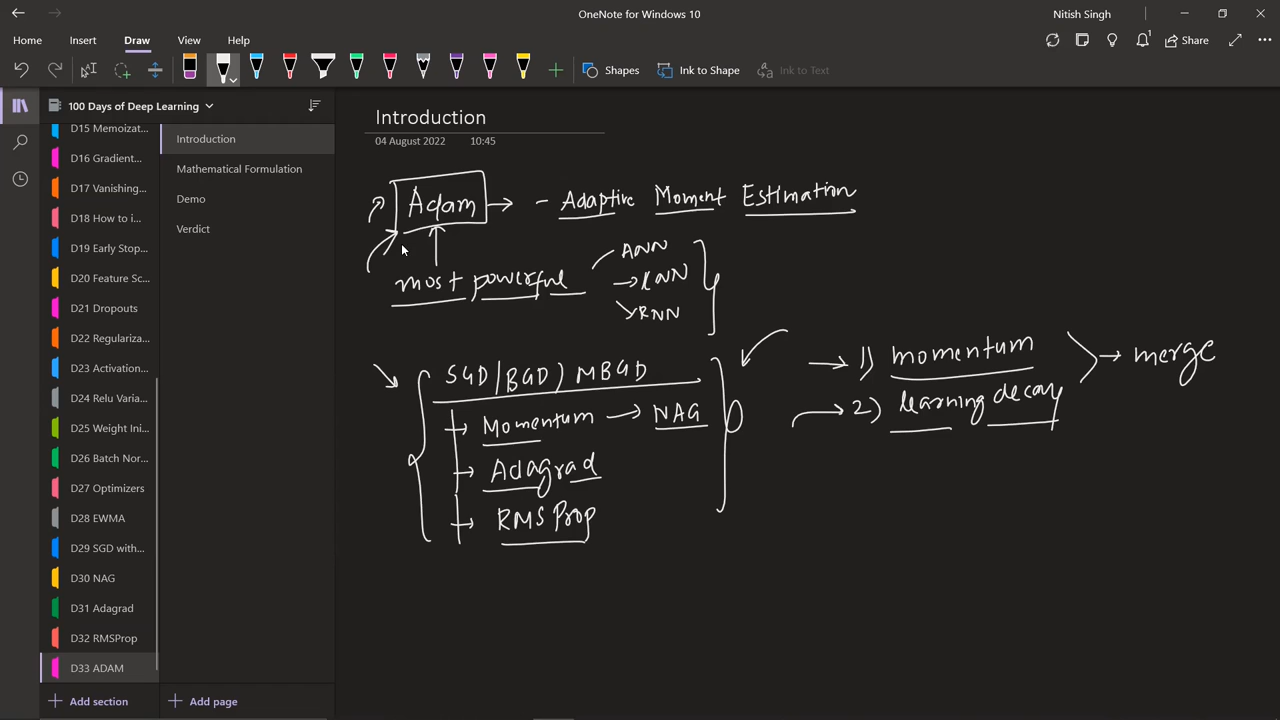 OneNote for Windows 10
Nitish Singh
Home Insert Draw View Help
Share
Shapes Ink to Shape Ink to Text
100 Days of Deep Learning
D15 Memoizat...
D16 Gradient...
D17 Vanishing...
D18 How to i...
D19 Early Stop...
D20 Feature Sc...
D21 Dropouts
D22 Regulariza...
D23 Activation...
D24 Relu Varia...
D25 Weight Ini...
D26 Batch Nor...
D27 Optimizers
D28 EWMA
D29 SGD with...
D30 NAG
D31 Adagrad
D32 RMSProp
D33 ADAM
Add section
Introduction
Mathematical Formulation
Demo
Verdict
Add page
Introduction
04 August 2022 10:45
Adam → - Adaptive Moment Estimation
most powerful
ANN
→ CNN
RNN
SGD/BGD) MBGD
→ Momentum → NAG
→ Adagrad
→ RMS Prop
→ 1) momentum
→ 2) learning decay
→ merge